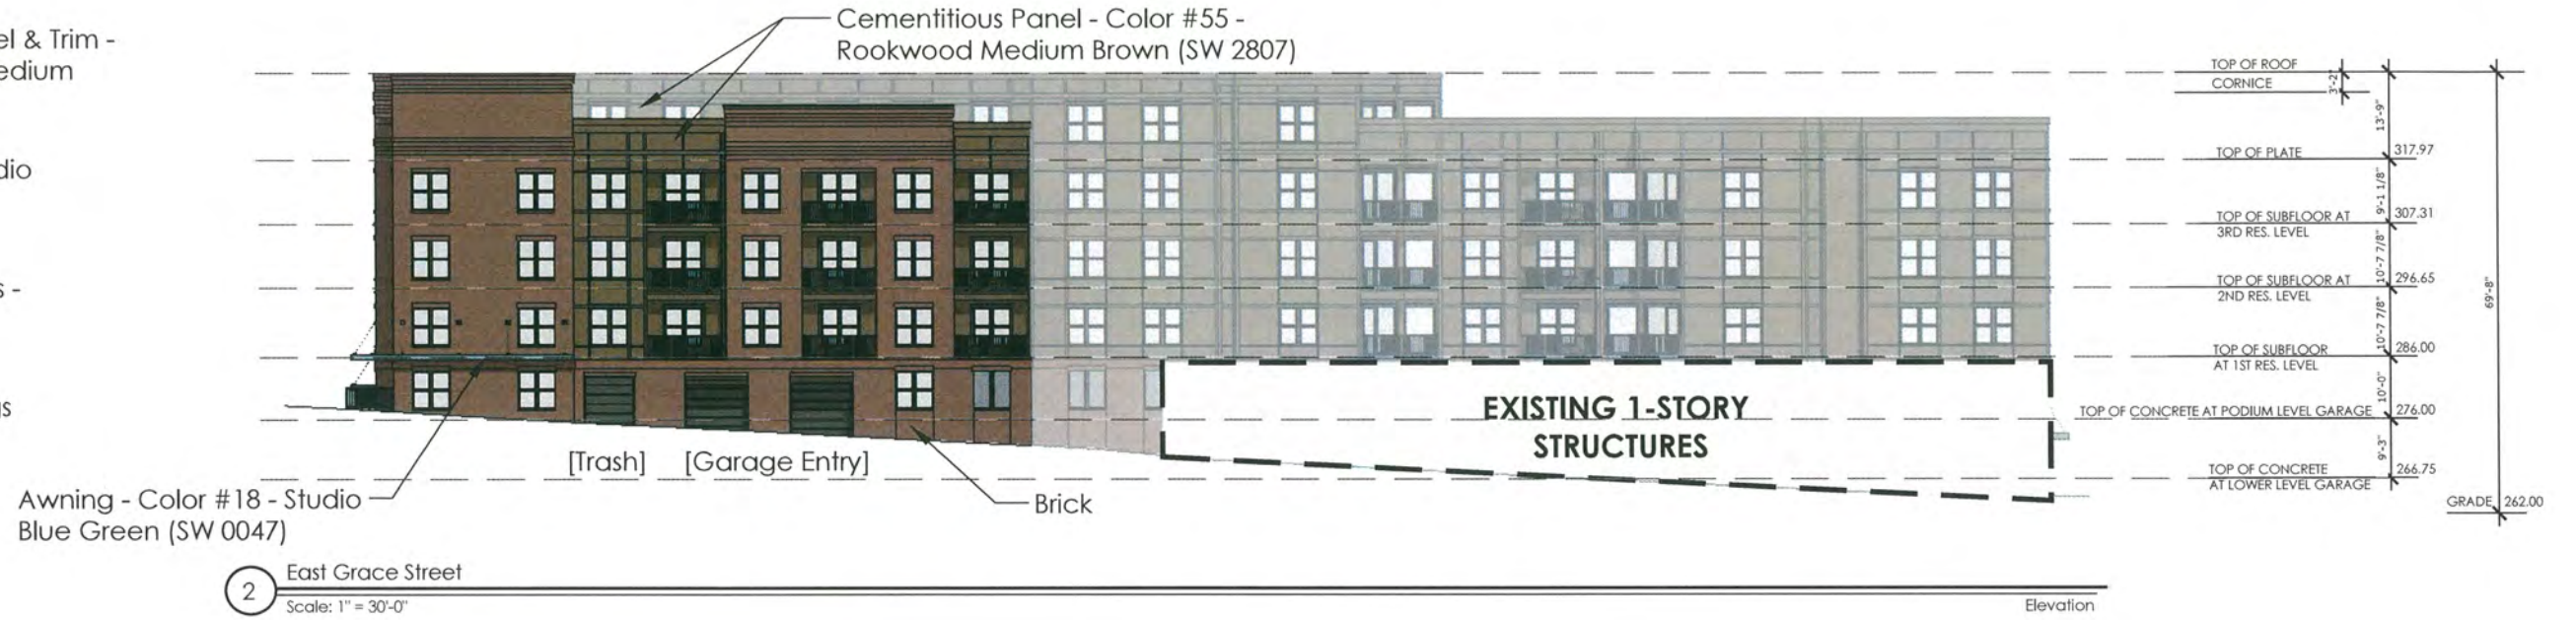 el & Trim -
edium
dio
s -
gs
Cementitious Panel - Color #55 -
Rookwood Medium Brown (SW 2807)
TOP OF ROOF
CORNICE
3'-2"
13'-9"
TOP OF PLATE
317.97
9'-1 1/8"
TOP OF SUBFLOOR AT
3RD RES. LEVEL
307.31
10'-7 7/8"
TOP OF SUBFLOOR AT
2ND RES. LEVEL
296.65
10'-7 7/8"
TOP OF SUBFLOOR
AT 1ST RES. LEVEL
286.00
10'-0"
TOP OF CONCRETE AT PODIUM LEVEL GARAGE
276.00
9'-3"
TOP OF CONCRETE
AT LOWER LEVEL GARAGE
266.75
69'-8"
GRADE
262.00
EXISTING 1-STORY
STRUCTURES
[Trash]
[Garage Entry]
Brick
Awning - Color #18 - Studio
Blue Green (SW 0047)
2
East Grace Street
Scale: 1" = 30'-0"
Elevation